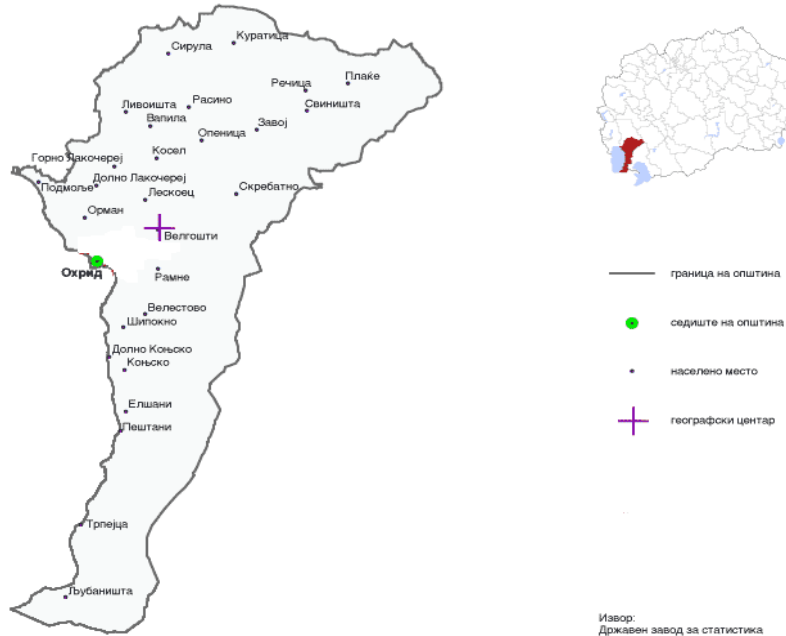 Куратица
Сирула
Плаќе
Речица
Расино
Свиништа
Ливоишта
Вапила
Завој
Опеница
Косел
Горно Лакочереј
Долно Лакочереј
Подмоље
Лескоец
Скребатно
Орман
Велгошти
Охрид
Рамне
Велестово
Шипокно
Долно Коњско
Коњско
Елшани
Пештани
Трпејца
Љубаништа
граница на општина
седиште на општина
населено место
географски центар
Извор:
Државен завод за статистика